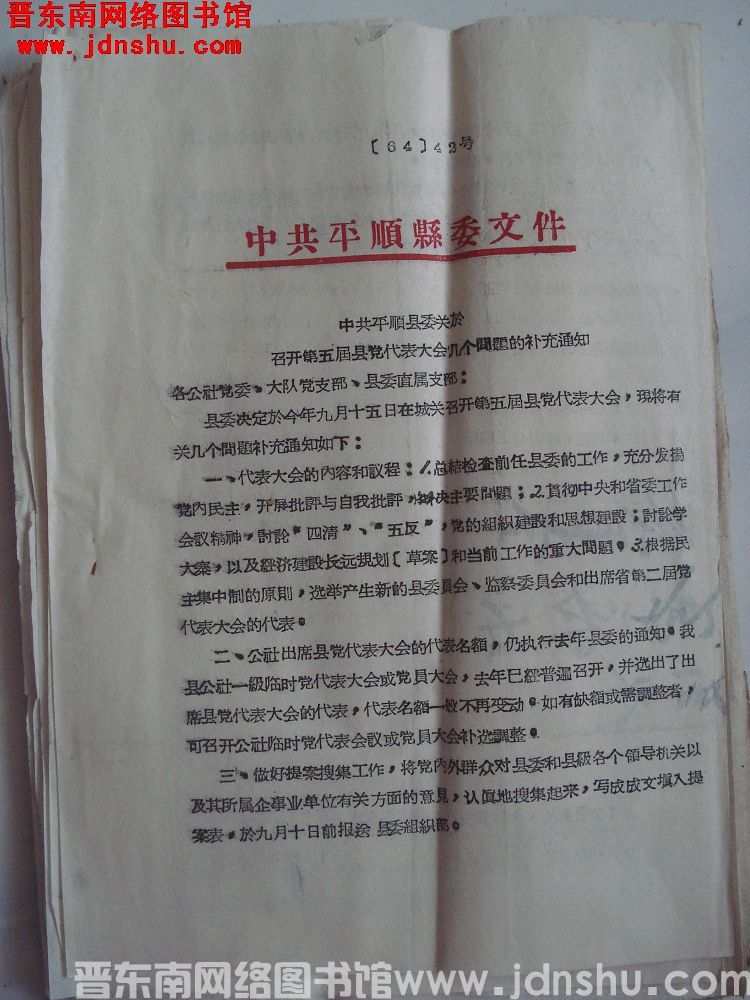 晋东南网络图书馆
www.jdnshu.com
〔64〕42号
中共平順縣委文件
中共平順县委关於
召开第五屆县党代表大会几个問題的补充通知
各公社党委、大队党支部、县委直属支部：
县委决定於今年九月十五日在城关召开第五屆县党代表大会，現将有
关几个問題补充通知如下：
一、代表大会的内容和議程：1.总結检查前任县委的工作，充分发揚
党内民主，开展批評与自我批評，解决主要問題；2.貫彻中央和省委工作
会議精神，討論“四清”、“五反”，党的組織建設和思想建設；討論学
大寨，以及經济建設长远規划〔草案〕和当前工作的重大問題。3.根据民
主集中制的原則，选举产生新的县委員会、监察委員会和出席省第二屆党
代表大会的代表。
二、公社出席县党代表大会的代表名額，仍执行去年县委的通知。我
县公社一級临时党代表大会或党員大会，去年已經普遍召开，并选出了出
席县党代表大会的代表，代表名額一般不再变动。如有缺額或需調整者，
可召开公社临时党代表会議或党員大会补选調整。
三、做好提案搜集工作，将党内外群众对县委和县級各个領导机关以
及其所属企事业单位有关方面的意見，认眞地搜集起来，写成成文填入提
案表，於九月十日前报送县委組織部。
晋东南网络图书馆www.jdnshu.com